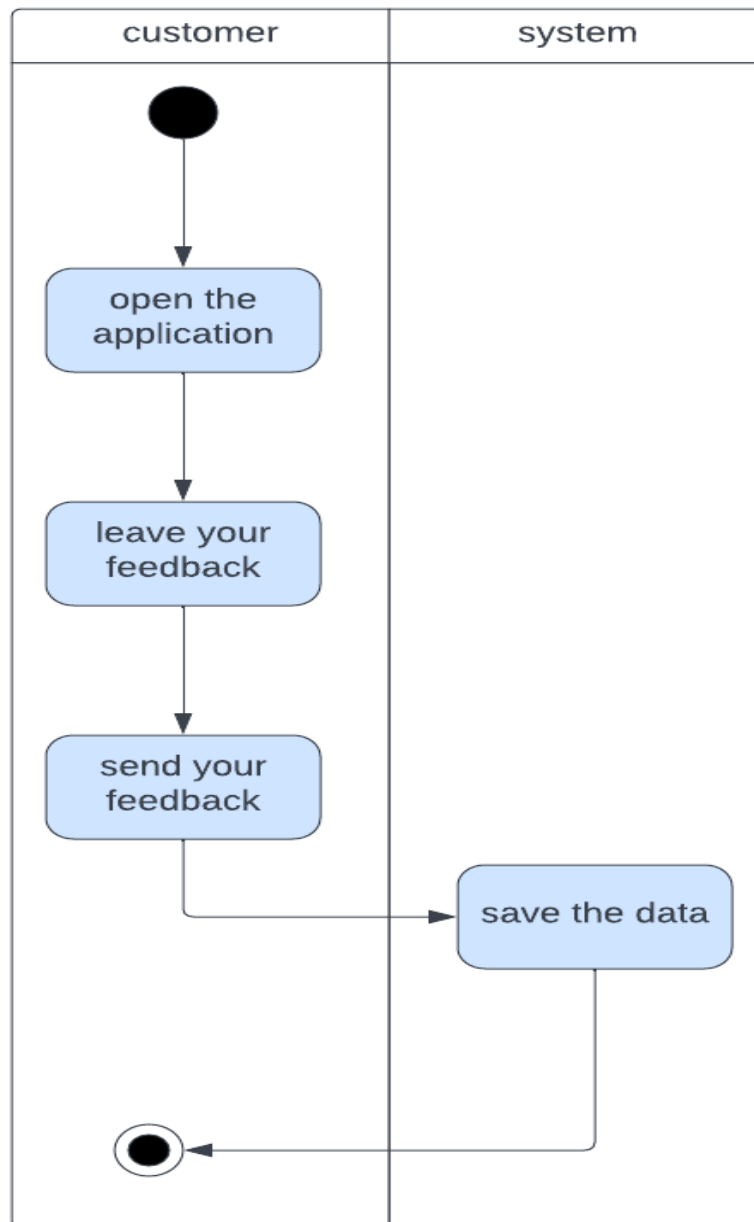 customer
system
open the
application
leave your
feedback
send your
feedback
save the data